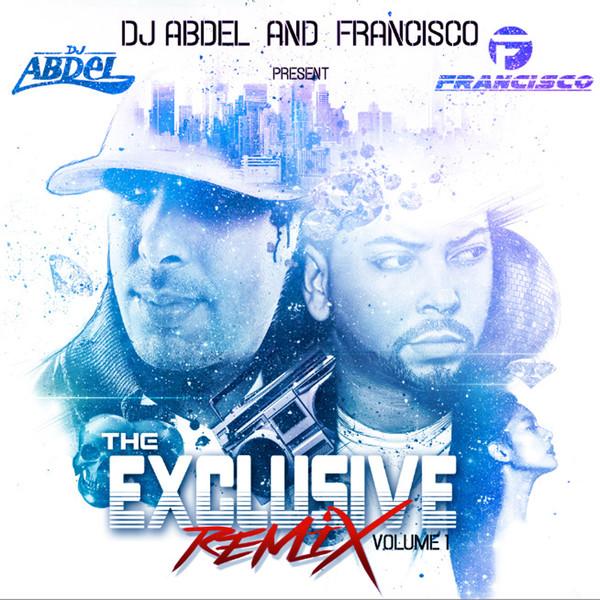 DJ ABDEL AND FRANCISCO
PRESENT
DJ
ABDEL
F
FRANCISCO
THE
EXCLUSIVE
REMiX
VOLUME 1